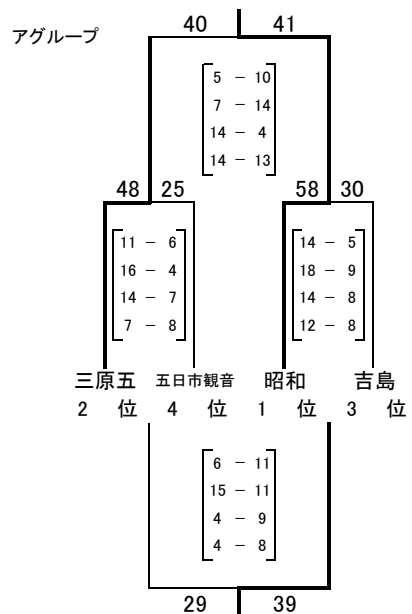 アグループ
40 41
5 － 10
7 － 14
14 － 4
14 － 13
48 25 58 30
11 － 6 14 － 5
16 － 4 18 － 9
14 － 7 14 － 8
7 － 8 12 － 8
三原五 五日市観音 昭和 吉島
2 位 4 位 1 位 3 位
6 － 11
15 － 11
4 － 9
4 － 8
29 39